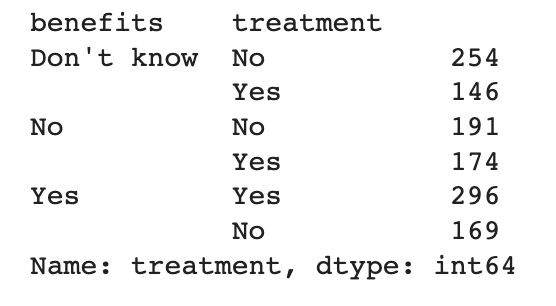 benefits    treatment
Don't know  No           254
            Yes          146
No          No           191
            Yes          174
Yes         Yes          296
            No           169
Name: treatment, dtype: int64